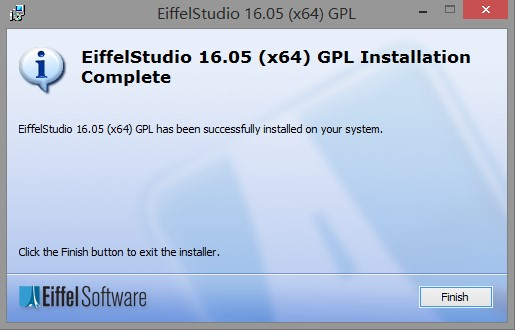 EiffelStudio 16.05 (x64) GPL
EiffelStudio 16.05 (x64) GPL Installation
Complete
EiffelStudio 16.05 (x64) GPL has been successfully installed on your system.
Click the Finish button to exit the installer.
Eiffel Software
Finish